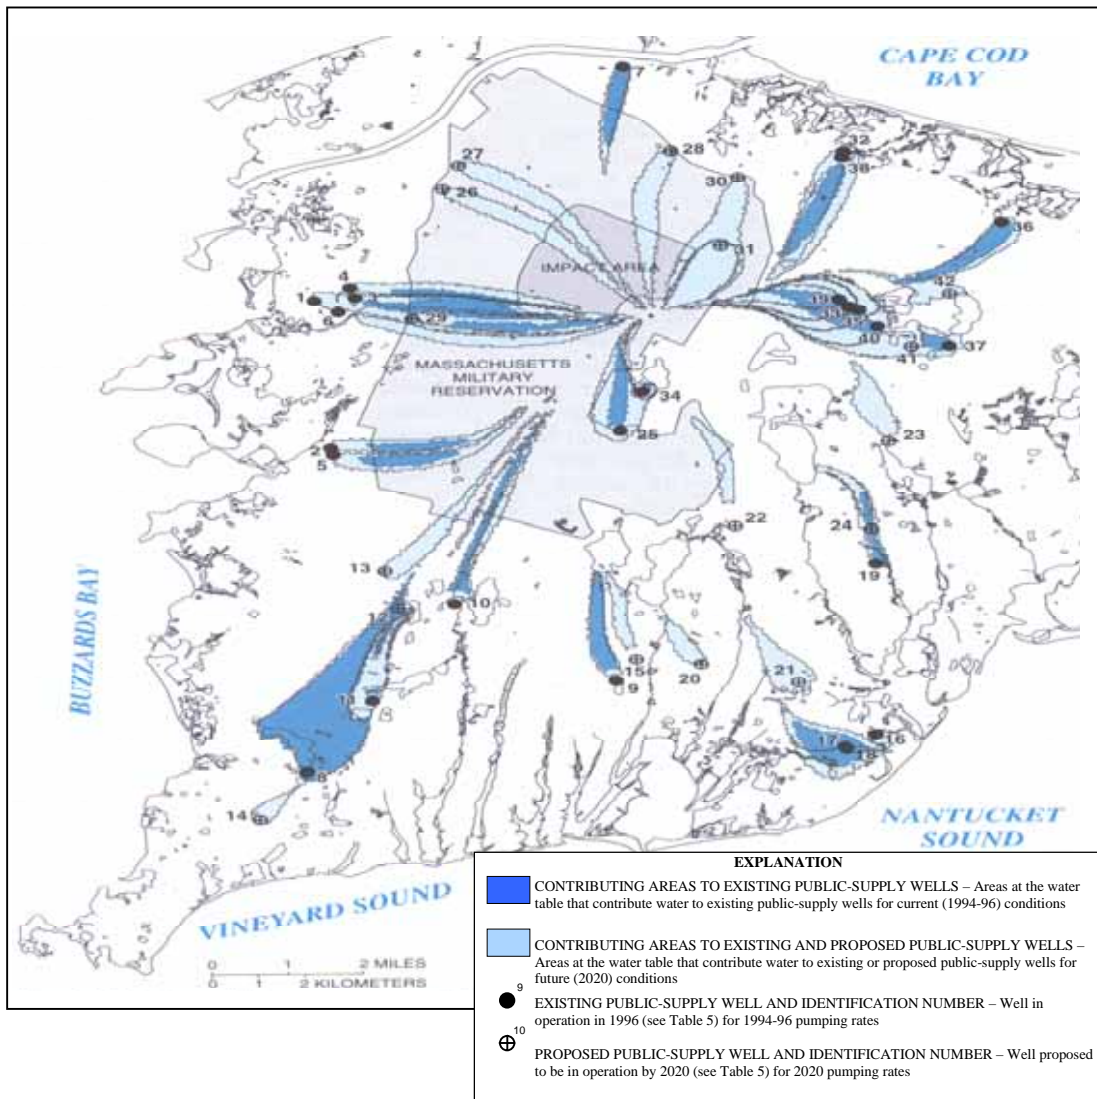 CAPE COD
BAY
7
32
38
28
27
30
26
36
31
IMPACT AREA
42
4
1
3
39
33
6
29
40
41
37
MASSACHUSETTS
MILITARY
RESERVATION
34
25
23
2
5
22
24
13
19
10
12
BUZZARDS BAY
15
20
9
21
11
16
17
18
8
14
NANTUCKET
SOUND
VINEYARD SOUND
0 1 2 MILES
0 1 2 KILOMETERS
EXPLANATION
CONTRIBUTING AREAS TO EXISTING PUBLIC-SUPPLY WELLS – Areas at the water
table that contribute water to existing public-supply wells for current (1994-96) conditions
CONTRIBUTING AREAS TO EXISTING AND PROPOSED PUBLIC-SUPPLY WELLS –
Areas at the water table that contribute water to existing or proposed public-supply wells for
future (2020) conditions
9
EXISTING PUBLIC-SUPPLY WELL AND IDENTIFICATION NUMBER – Well in
operation in 1996 (see Table 5) for 1994-96 pumping rates
10
PROPOSED PUBLIC-SUPPLY WELL AND IDENTIFICATION NUMBER – Well proposed
to be in operation by 2020 (see Table 5) for 2020 pumping rates